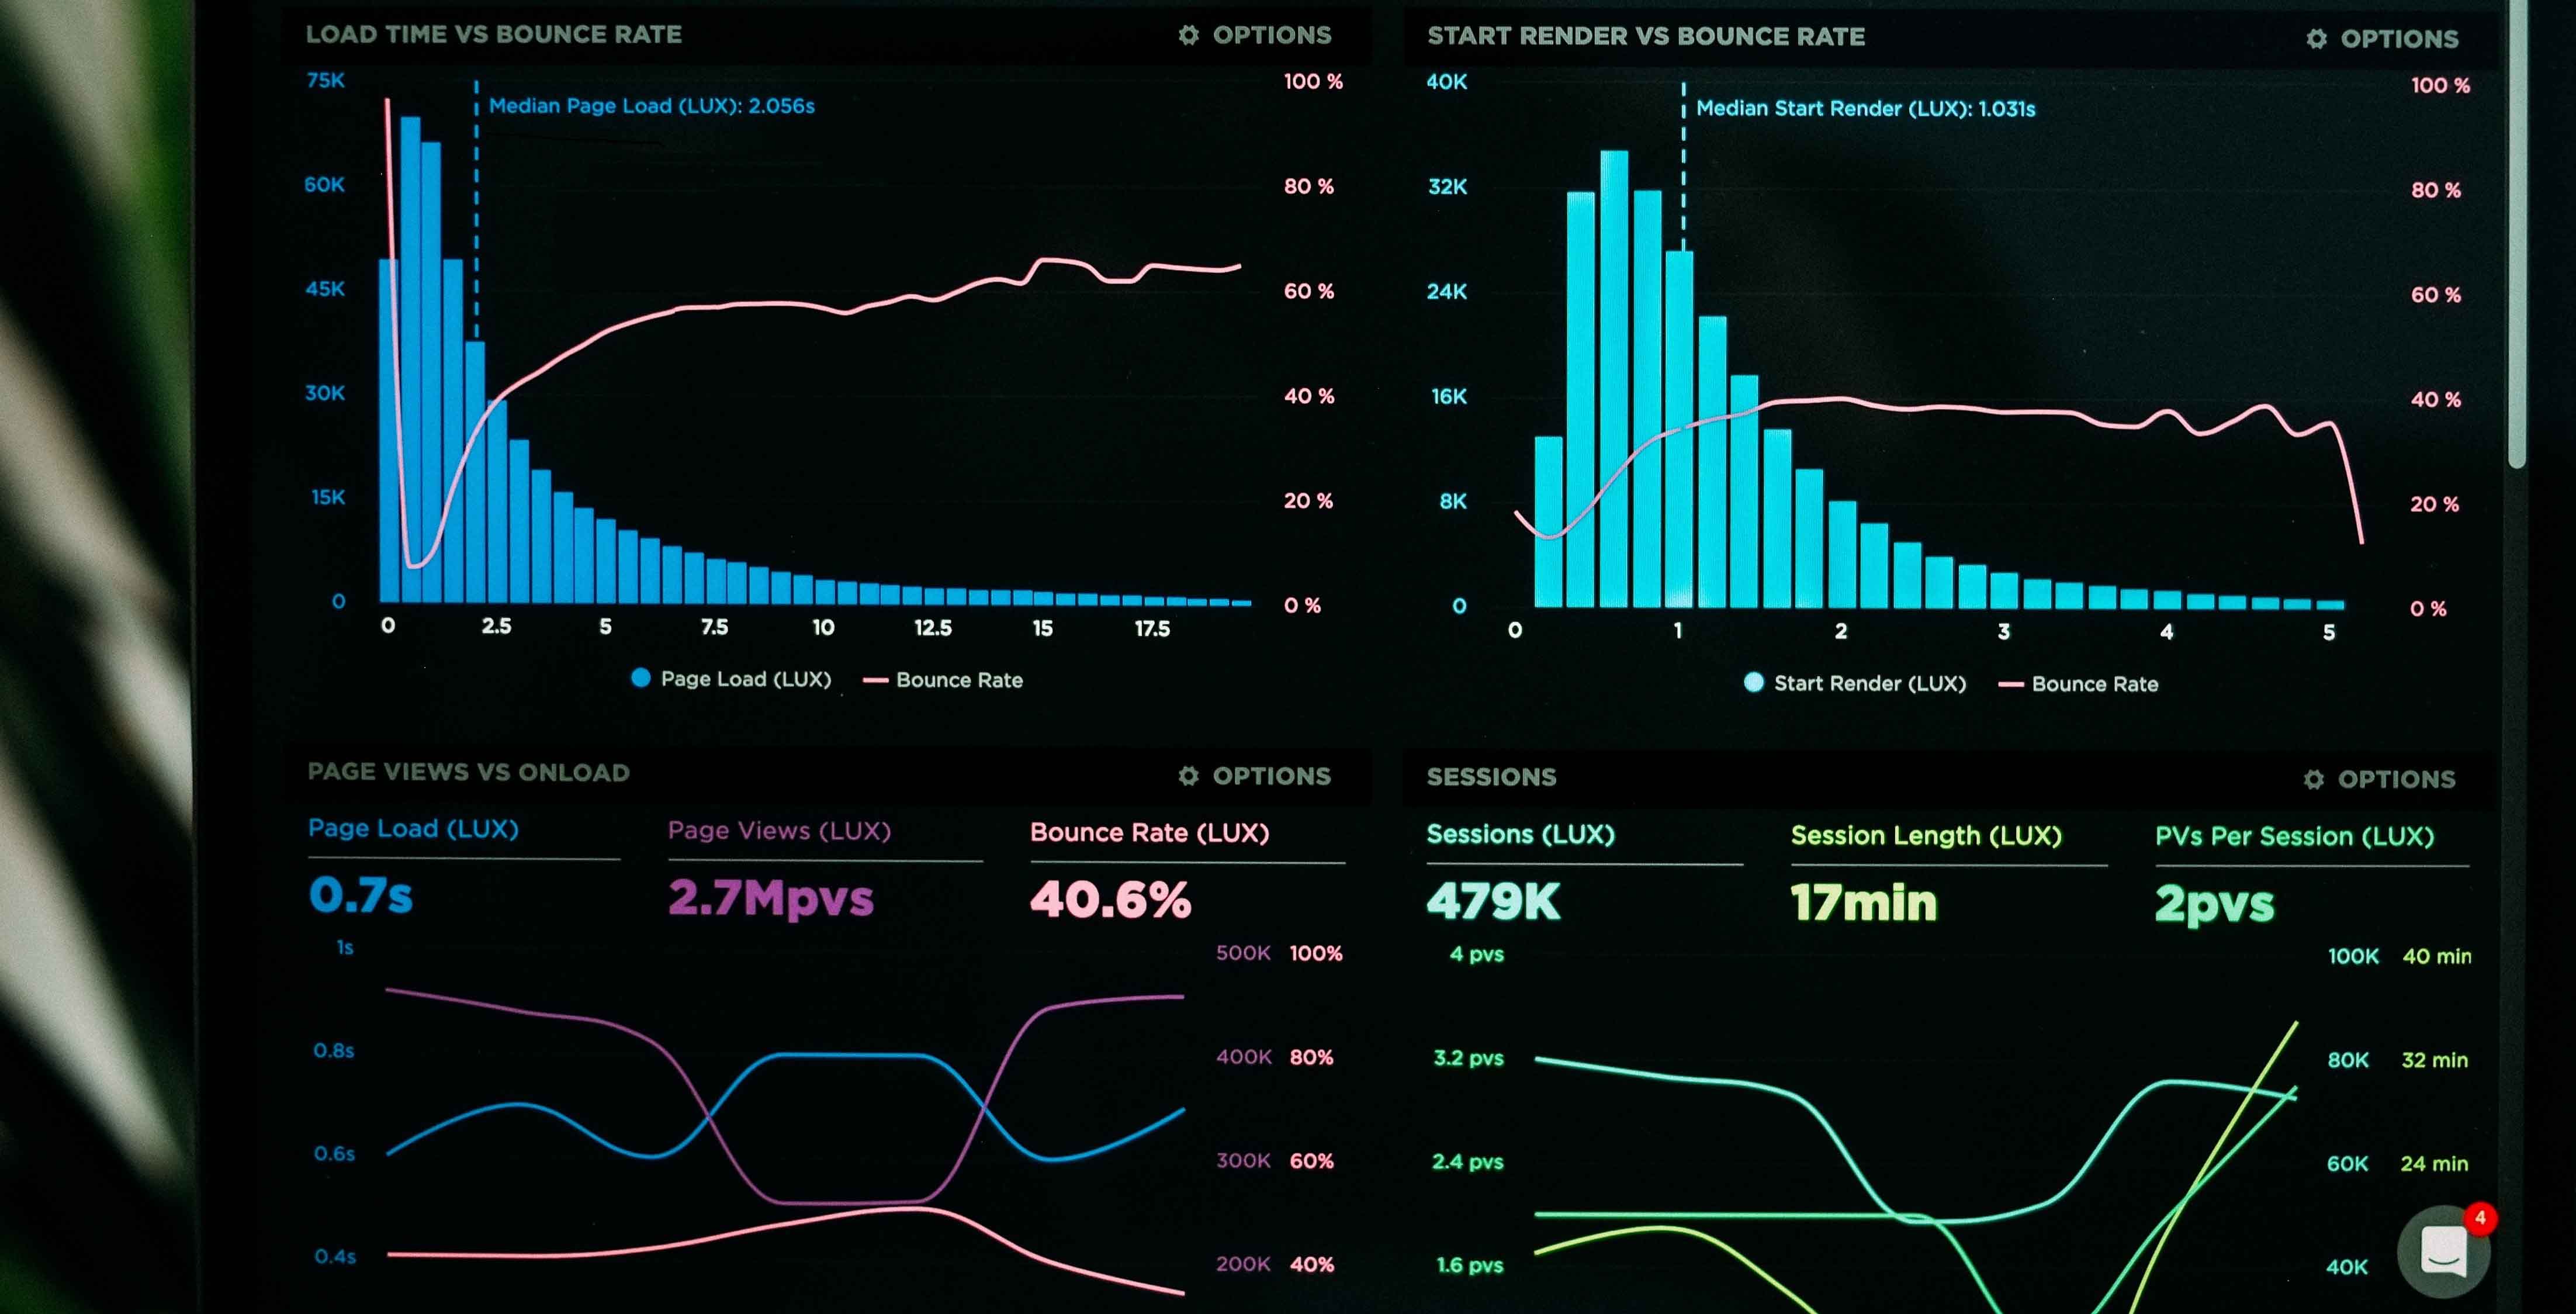 LOAD TIME VS BOUNCE RATE
OPTIONS
75K
60K
45K
30K
15K
0
Median Page Load (LUX): 2.056s
100 %
80 %
60 %
40 %
20 %
0 %
0 2.5 5 7.5 10 12.5 15 17.5
Page Load (LUX) Bounce Rate
START RENDER VS BOUNCE RATE
OPTIONS
40K
32K
24K
16K
8K
0
Median Start Render (LUX): 1.031s
100 %
80 %
60 %
40 %
20 %
0 %
0 1 2 3 4 5
Start Render (LUX) Bounce Rate
PAGE VIEWS VS ONLOAD
OPTIONS
Page Load (LUX)
0.7s
Page Views (LUX)
2.7Mpvs
Bounce Rate (LUX)
40.6%
1s
0.8s
0.6s
0.4s
500K 100%
400K 80%
300K 60%
200K 40%
SESSIONS
OPTIONS
Sessions (LUX)
479K
Session Length (LUX)
17min
PVs Per Session (LUX)
2pvs
4 pvs
3.2 pvs
2.4 pvs
1.6 pvs
100K 40 min
80K 32 min
60K 24 min
40K
4